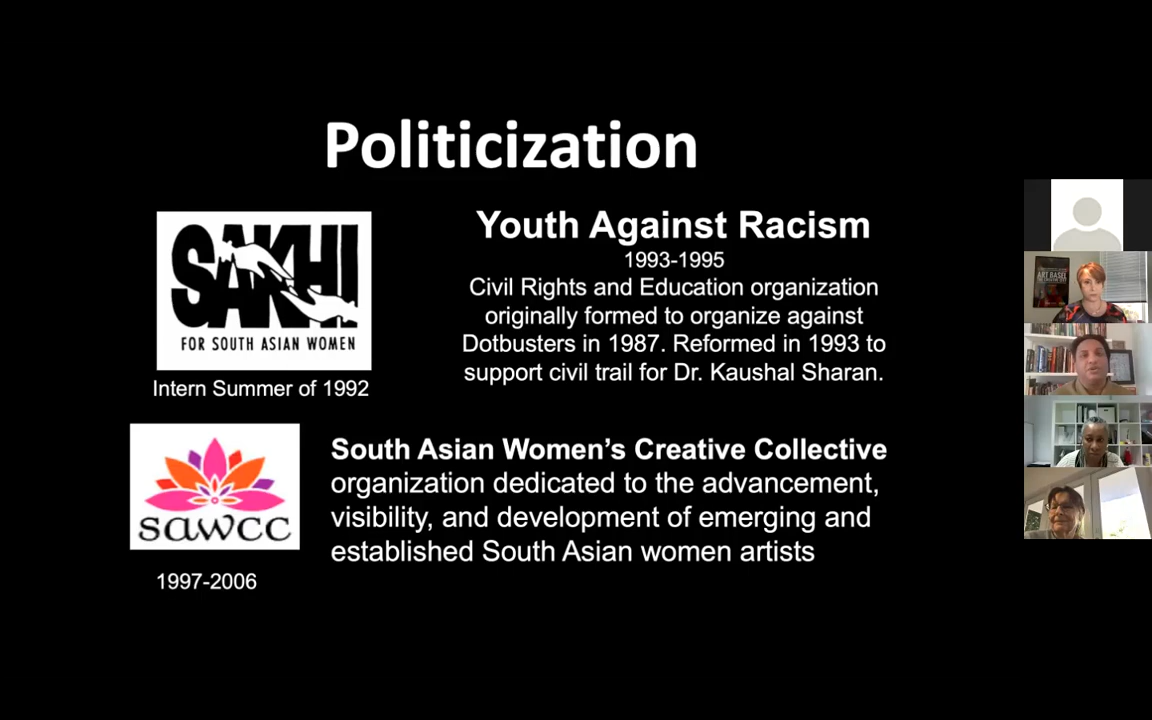 Politicization
SAKHI
FOR SOUTH ASIAN WOMEN
Intern Summer of 1992
Youth Against Racism
1993-1995
Civil Rights and Education organization
originally formed to organize against
Dotbusters in 1987. Reformed in 1993 to
support civil trail for Dr. Kaushal Sharan.
sawcc
1997-2006
South Asian Women’s Creative Collective
organization dedicated to the advancement,
visibility, and development of emerging and
established South Asian women artists
ART BASEL